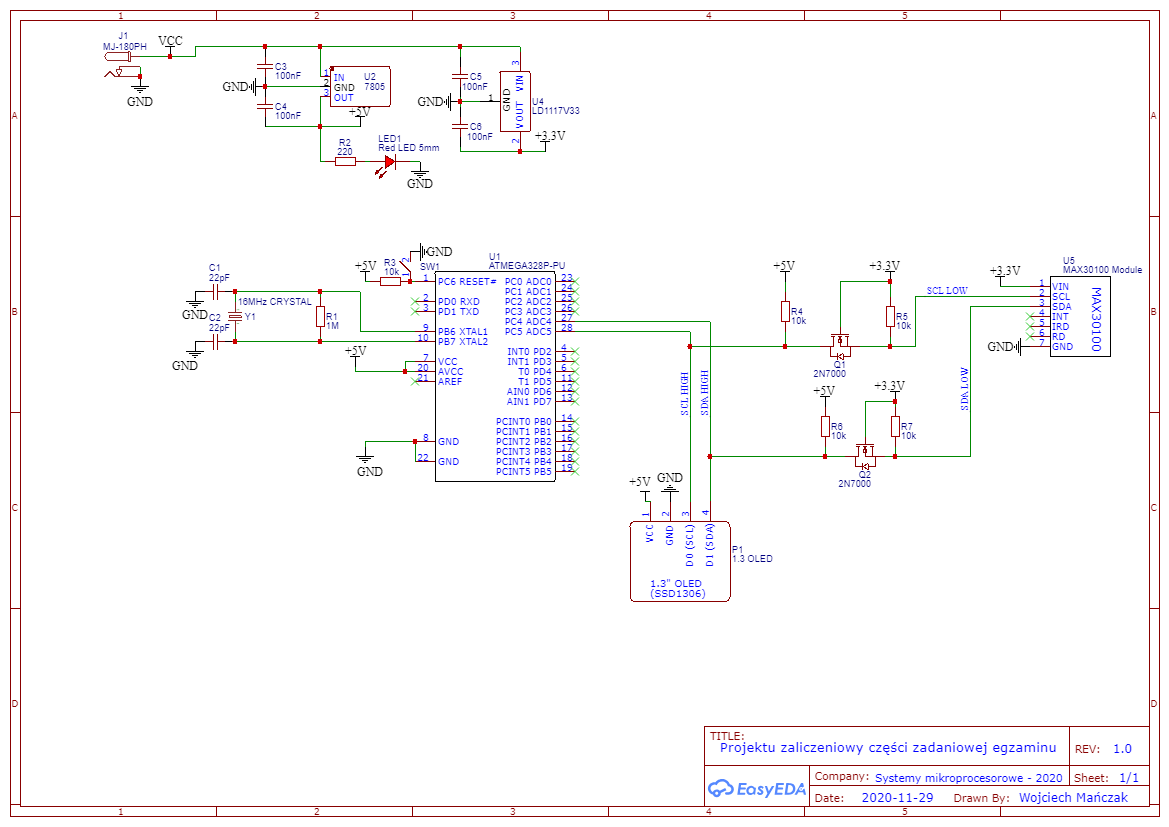 1 2 3 4 5
A
B
C
D
A
B
C
D
J1
MJ-180PH
VCC
GND
C3
100nF
GND
C4
100nF
1 IN
2 GND
3 OUT
U2
7805
+5V
R2
220
LED1
Red LED 5mm
GND
C5
100nF
GND
C6
100nF
3
VIN
1
GND
VOUT
2
U4
LD1117V33
+3.3V
C1
22pF
GND
C2
22pF
GND
16MHz CRYSTAL
Y1
R1
1M
+5V
R3
10k
SW1
1
2
GND
+5V
GND
U1
ATMEGA328P-PU
1 PC6 RESET#
2 PD0 RXD
3 PD1 TXD
9 PB6 XTAL1
10 PB7 XTAL2
7 VCC
20 AVCC
21 AREF
8 GND
22 GND
PC0 ADC0 23
PC1 ADC1 24
PC2 ADC2 25
PC3 ADC3 26
PC4 ADC4 27
PC5 ADC5 28
INT0 PD2 4
INT1 PD3 5
T0 PD4 6
T1 PD5 11
AIN0 PD6 12
AIN1 PD7 13
PCINT0 PB0 14
PCINT1 PB1 15
PCINT2 PB2 16
PCINT3 PB3 17
PCINT4 PB4 18
PCINT5 PB5 19
SCL HIGH
SDA HIGH
+5V
R4
10k
+3.3V
R5
10k
Q1
2N7000
SCL LOW
+5V
R6
10k
+3.3V
R7
10k
Q2
2N7000
SDA LOW
+3.3V
GND
U5
MAX30100 Module
1 VIN
2 SCL
3 SDA
4 INT
5 IRD
6 RD
7 GND
MAX30100
+5V
GND
1 2 3 4
VCC
GND
D0 (SCL)
D1 (SDA)
P1
1.3 OLED
1.3" OLED
(SSD1306)
TITLE:
Projektu zaliczeniowy części zadaniowej egzaminu
REV: 1.0
EasyEDA
Company: Systemy mikroprocesorowe - 2020
Sheet: 1/1
Date: 2020-11-29
Drawn By: Wojciech Mańczak
1 2 3 4 5